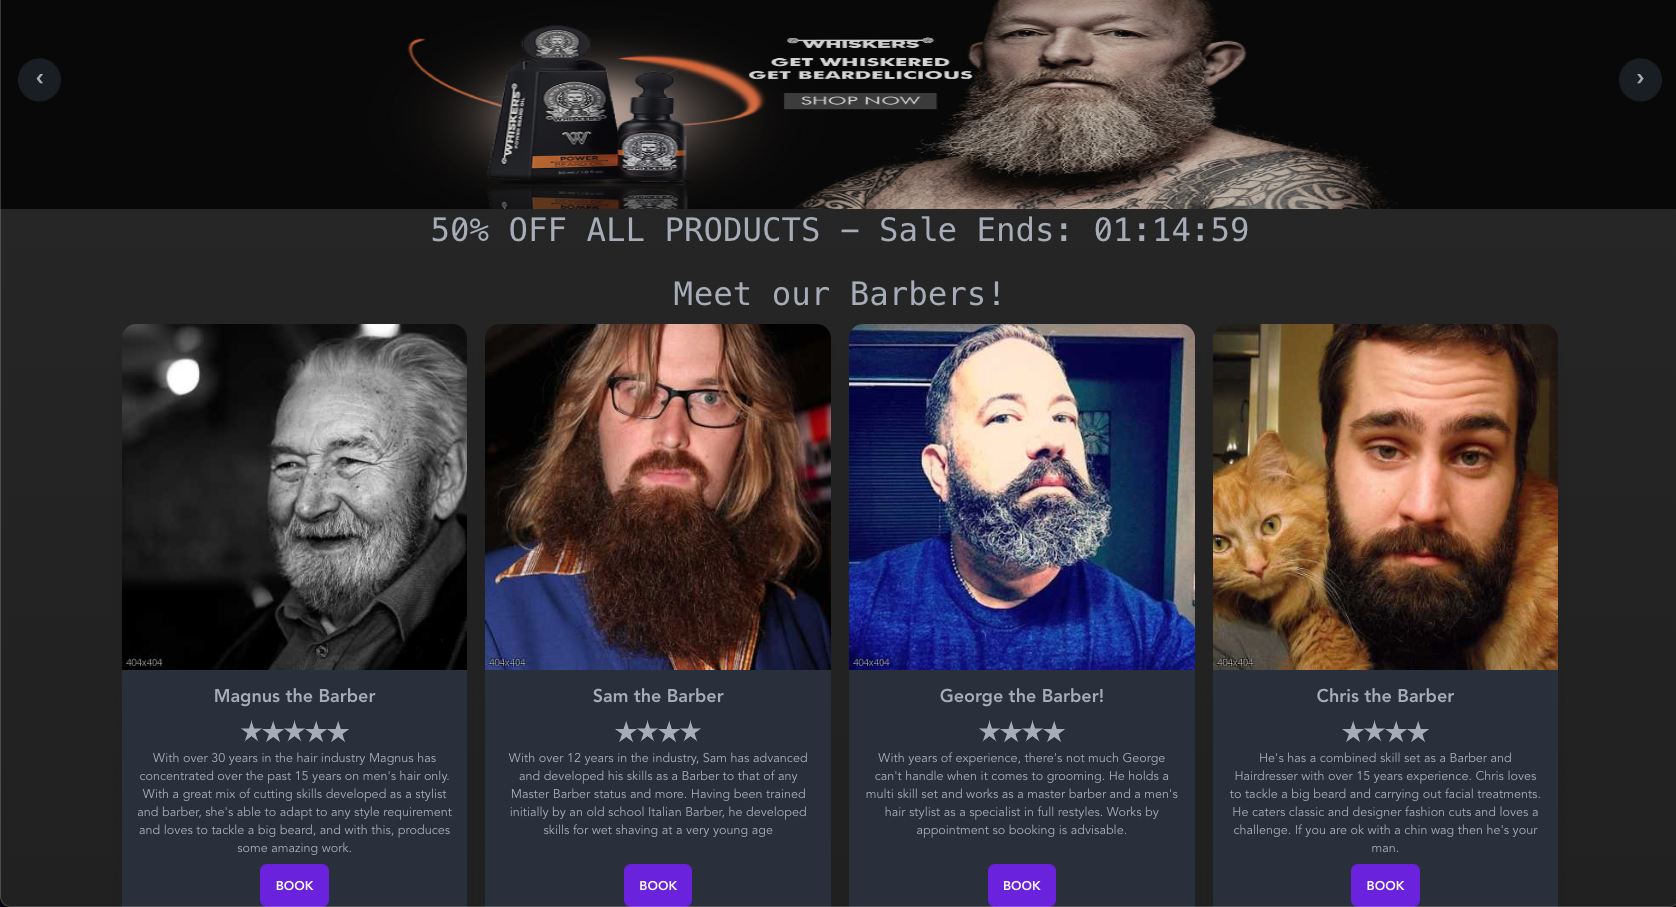 WHISKERS
GET WHISKERED
GET BEARDELICIOUS
SHOP NOW
WHISKERS
POWER BEARD OIL
POWER
BEARD OIL
WHISKERS
50% OFF ALL PRODUCTS – Sale Ends: 01:14:59
Meet our Barbers!
404x404
404x404
404x404
404x404
Magnus the Barber
★★★★★
With over 30 years in the hair industry Magnus has
concentrated over the past 15 years on men's hair only.
With a great mix of cutting skills developed as a stylist
and barber, she's able to adapt to any style requirement
and loves to tackle a big beard, and with this, produces
some amazing work.
BOOK
Sam the Barber
★★★★
With over 12 years in the industry, Sam has advanced
and developed his skills as a Barber to that of any
Master Barber status and more. Having been trained
initially by an old school Italian Barber, he developed
skills for wet shaving at a very young age
BOOK
George the Barber!
★★★★
With years of experience, there's not much George
can't handle when it comes to grooming. He holds a
multi skill set and works as a master barber and a men's
hair stylist as a specialist in full restyles. Works by
appointment so booking is advisable.
BOOK
Chris the Barber
★★★★
He's has a combined skill set as a Barber and
Hairdresser with over 15 years experience. Chris loves
to tackle a big beard and carrying out facial treatments.
He caters classic and designer fashion cuts and loves a
challenge. If you are ok with a chin wag then he's your
man.
BOOK